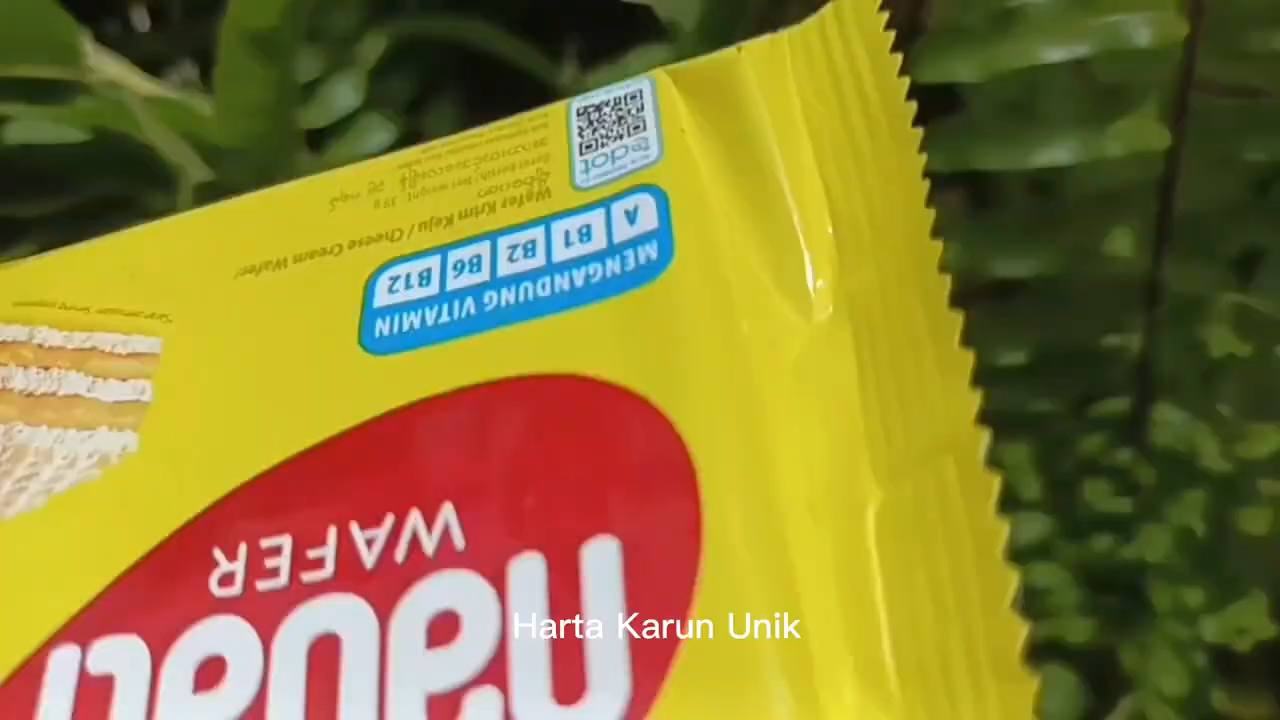 nabati
WAFER
MENGANDUNG VITAMIN
A B1 B2 B6 B12
Wafer Krim Keju / Cheese Cream Wafer
Berat bersih / Net weight: 39 g
dot
Harta Karun Unik